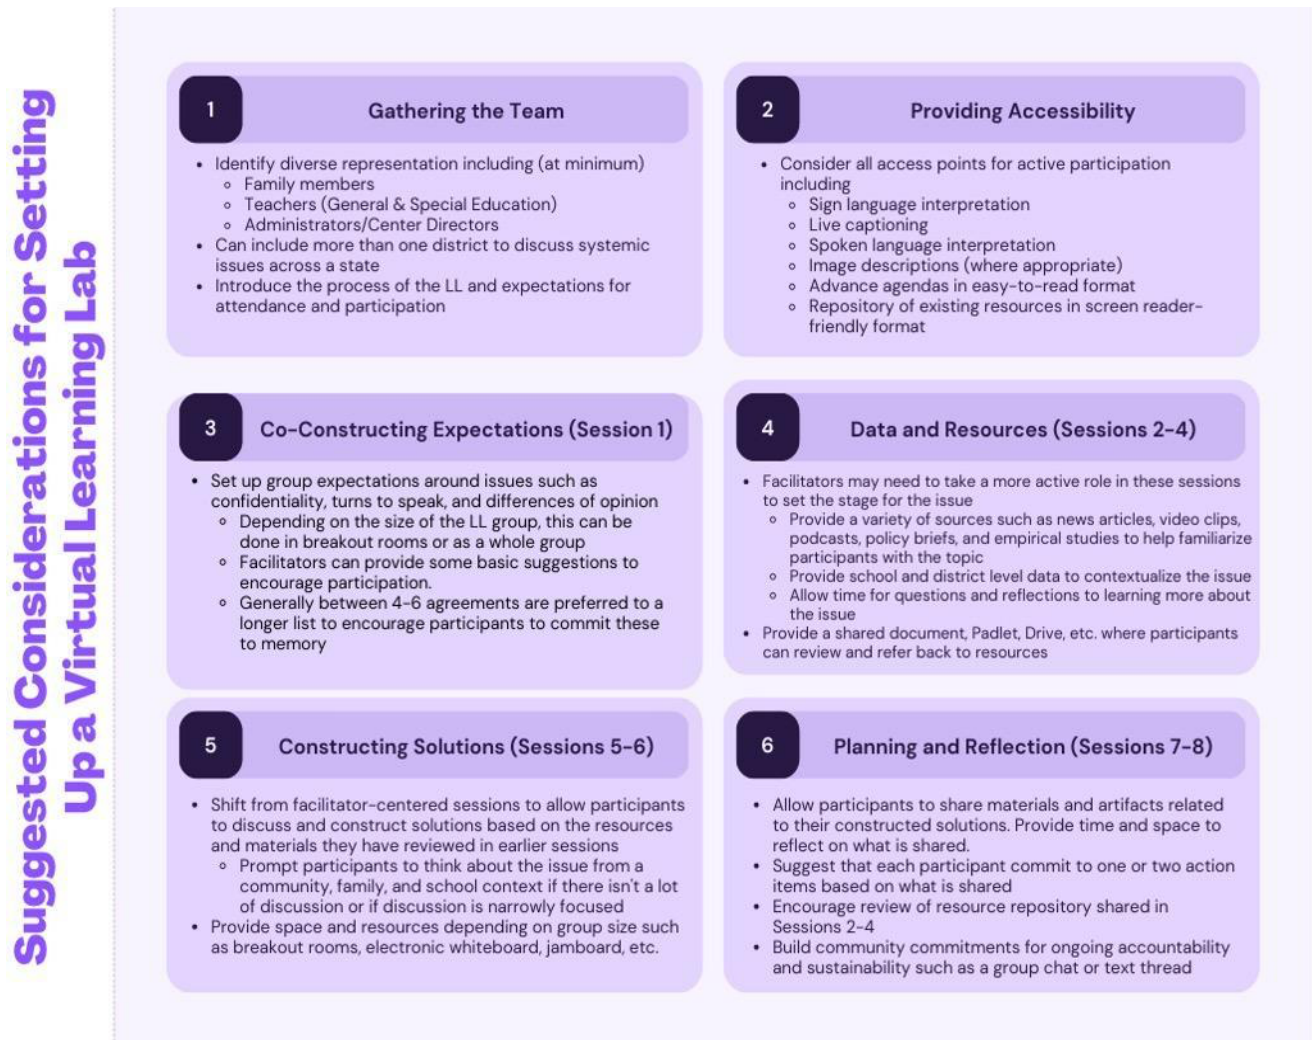 Suggested Considerations for Setting
Up a Virtual Learning Lab
1
Gathering the Team
• Identify diverse representation including (at minimum)
◦ Family members
◦ Teachers (General & Special Education)
◦ Administrators/Center Directors
• Can include more than one district to discuss systemic
issues across a state
• Introduce the process of the LL and expectations for
attendance and participation
2
Providing Accessibility
• Consider all access points for active participation
including
◦ Sign language interpretation
◦ Live captioning
◦ Spoken language interpretation
◦ Image descriptions (where appropriate)
◦ Advance agendas in easy-to-read format
◦ Repository of existing resources in screen reader-
friendly format
3
Co-Constructing Expectations (Session 1)
• Set up group expectations around issues such as
confidentiality, turns to speak, and differences of opinion
◦ Depending on the size of the LL group, this can be
done in breakout rooms or as a whole group
◦ Facilitators can provide some basic suggestions to
encourage participation.
◦ Generally between 4-6 agreements are preferred to a
longer list to encourage participants to commit these
to memory
4
Data and Resources (Sessions 2-4)
• Facilitators may need to take a more active role in these sessions
to set the stage for the issue
◦ Provide a variety of sources such as news articles, video clips,
podcasts, policy briefs, and empirical studies to help familiarize
participants with the topic
◦ Provide school and district level data to contextualize the issue
◦ Allow time for questions and reflections to learning more about
the issue
• Provide a shared document, Padlet, Drive, etc. where participants
can review and refer back to resources
5
Constructing Solutions (Sessions 5-6)
• Shift from facilitator-centered sessions to allow participants
to discuss and construct solutions based on the resources
and materials they have reviewed in earlier sessions
◦ Prompt participants to think about the issue from a
community, family, and school context if there isn't a lot
of discussion or if discussion is narrowly focused
• Provide space and resources depending on group size such
as breakout rooms, electronic whiteboard, jamboard, etc.
6
Planning and Reflection (Sessions 7-8)
• Allow participants to share materials and artifacts related
to their constructed solutions. Provide time and space to
reflect on what is shared.
• Suggest that each participant commit to one or two action
items based on what is shared
• Encourage review of resource repository shared in
Sessions 2-4
• Build community commitments for ongoing accountability
and sustainability such as a group chat or text thread